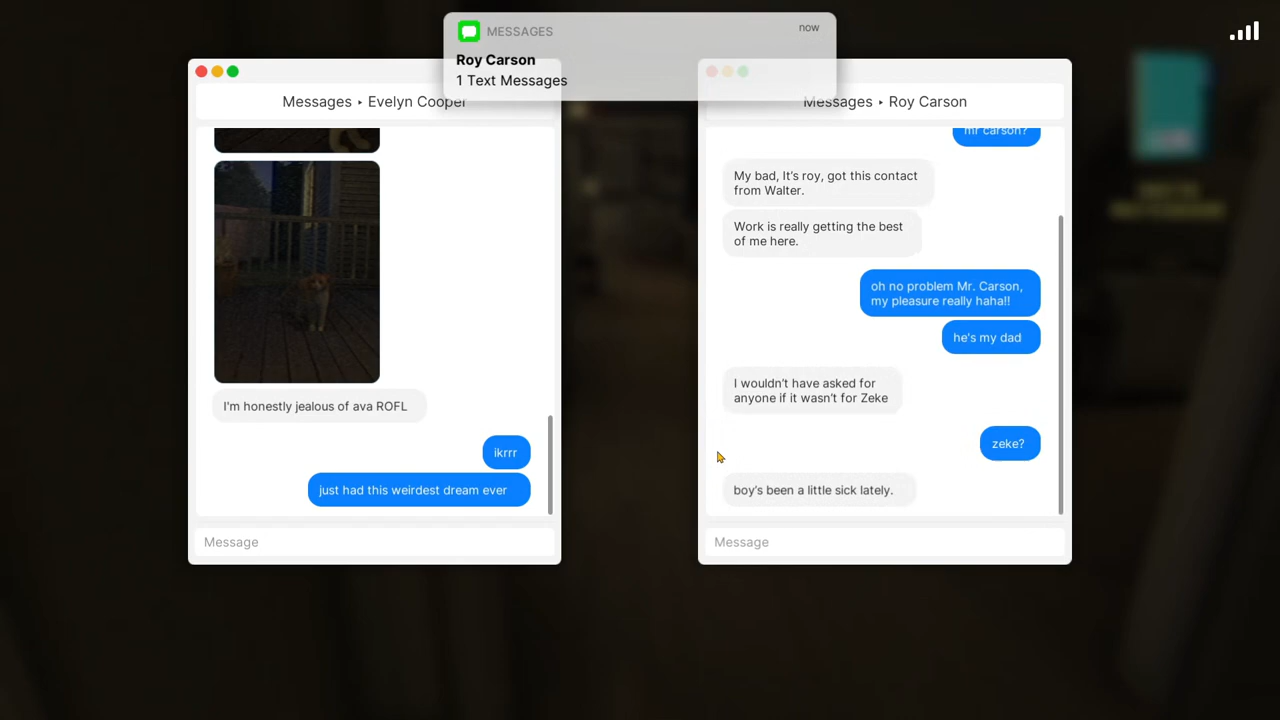 MESSAGES
now
Roy Carson
1 Text Messages
Messages ▸ Evelyn Cooper
I'm honestly jealous of ava ROFL
ikrrr
just had this weirdest dream ever
Message
Messages ▸ Roy Carson
mr carson?
My bad, It's roy, got this contact
from Walter.
Work is really getting the best
of me here.
oh no problem Mr. Carson,
my pleasure really haha!!
he's my dad
I wouldn't have asked for
anyone if it wasn't for Zeke
zeke?
boy's been a little sick lately.
Message